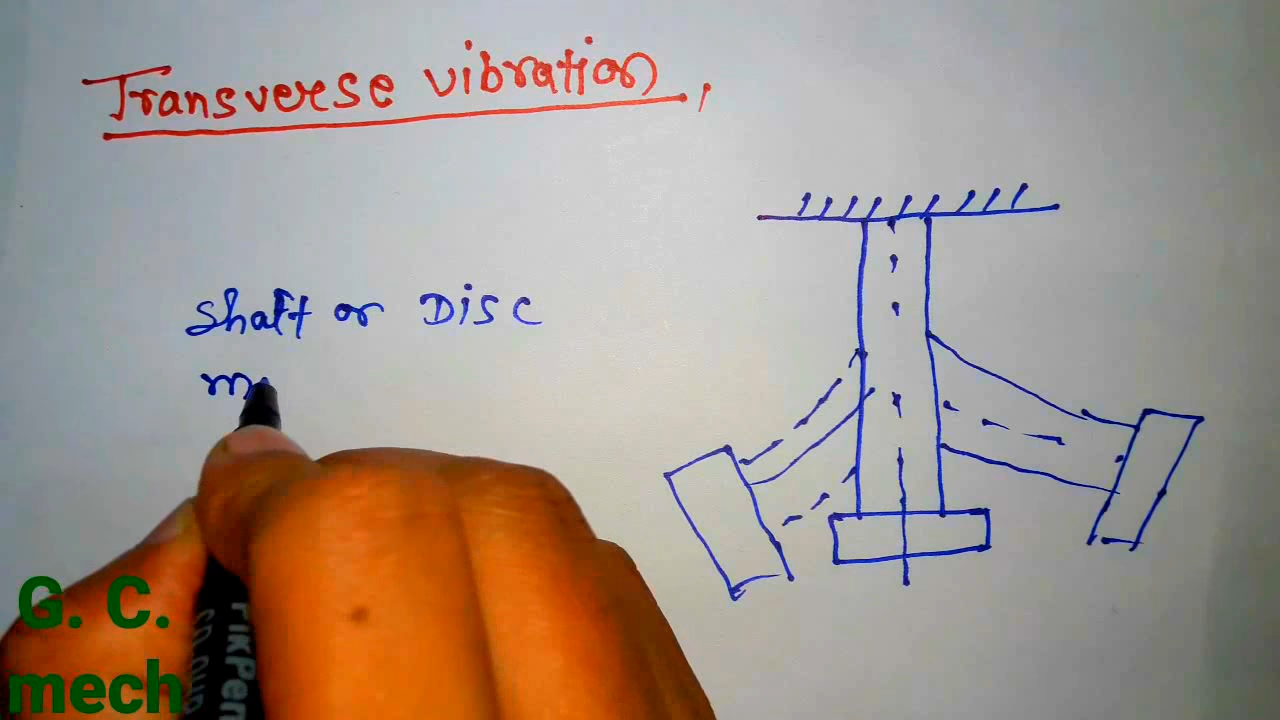 Transverse vibration,
Shaft or Disc
m
G. C.
mech